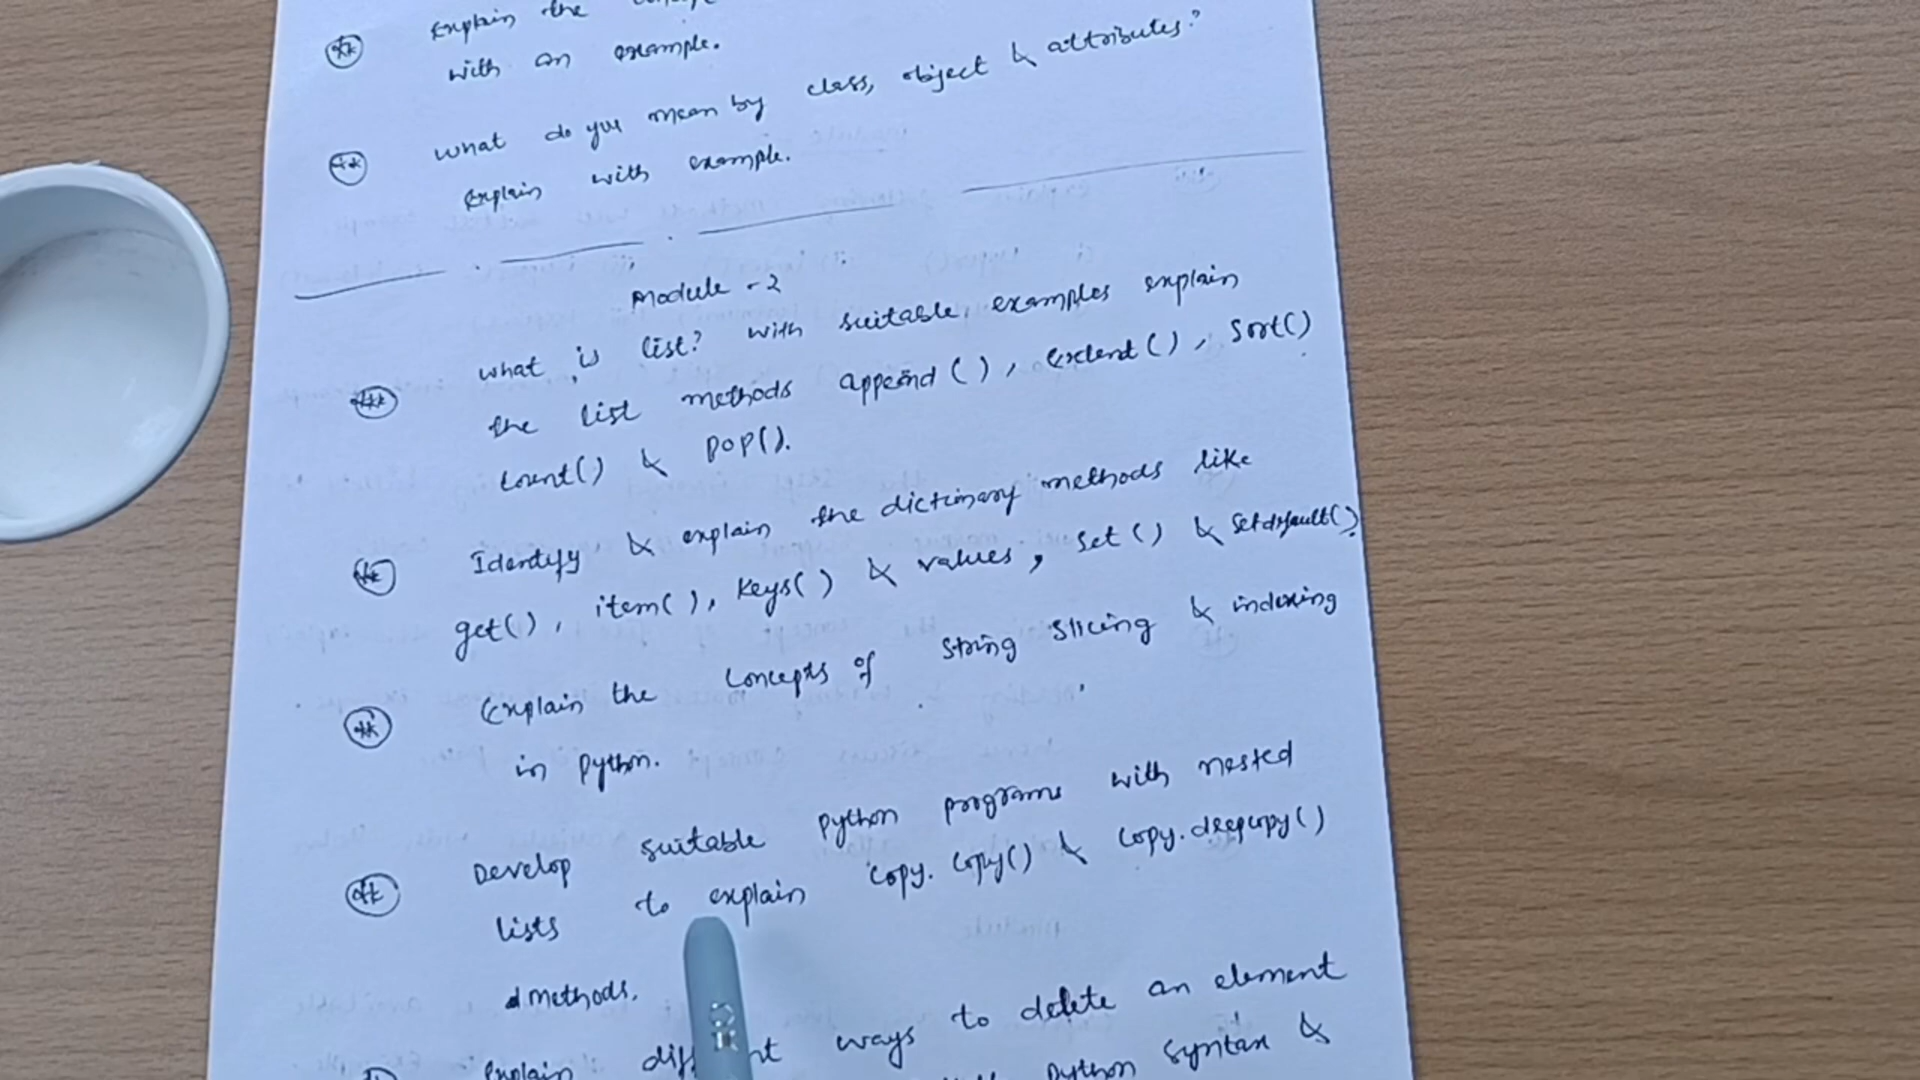 Explain the
with an example.
What do you mean by class, object & attributes?
Explain with example.
Module - 2
What is list? With suitable examples explain
the list methods append(), extend(), Sort()
count() & pop().
Identify & explain the dictionary methods like
get(), item(), keys() & values, Set() & Setdefault().
Explain the concepts of string slicing & indexing
in python.
Develop suitable python programs with nested
lists to explain copy.copy() & copy.deepcopy()
methods.
Explain ways to delete an element
python syntax &